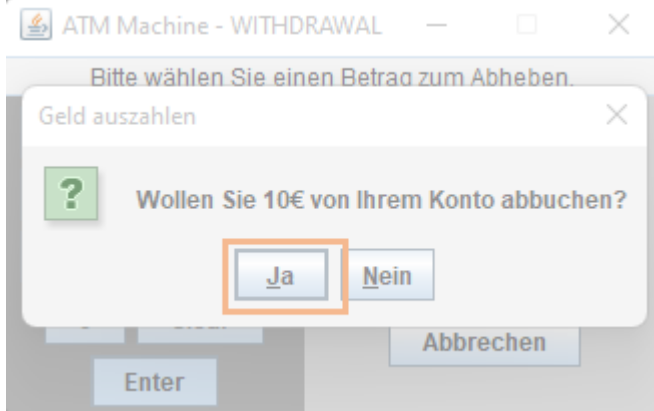 ATM Machine - WITHDRAWAL
Bitte wählen Sie einen Betrag zum Abheben.
Geld auszahlen
?
Wollen Sie 10€ von Ihrem Konto abbuchen?
Ja
Nein
Abbrechen
Enter